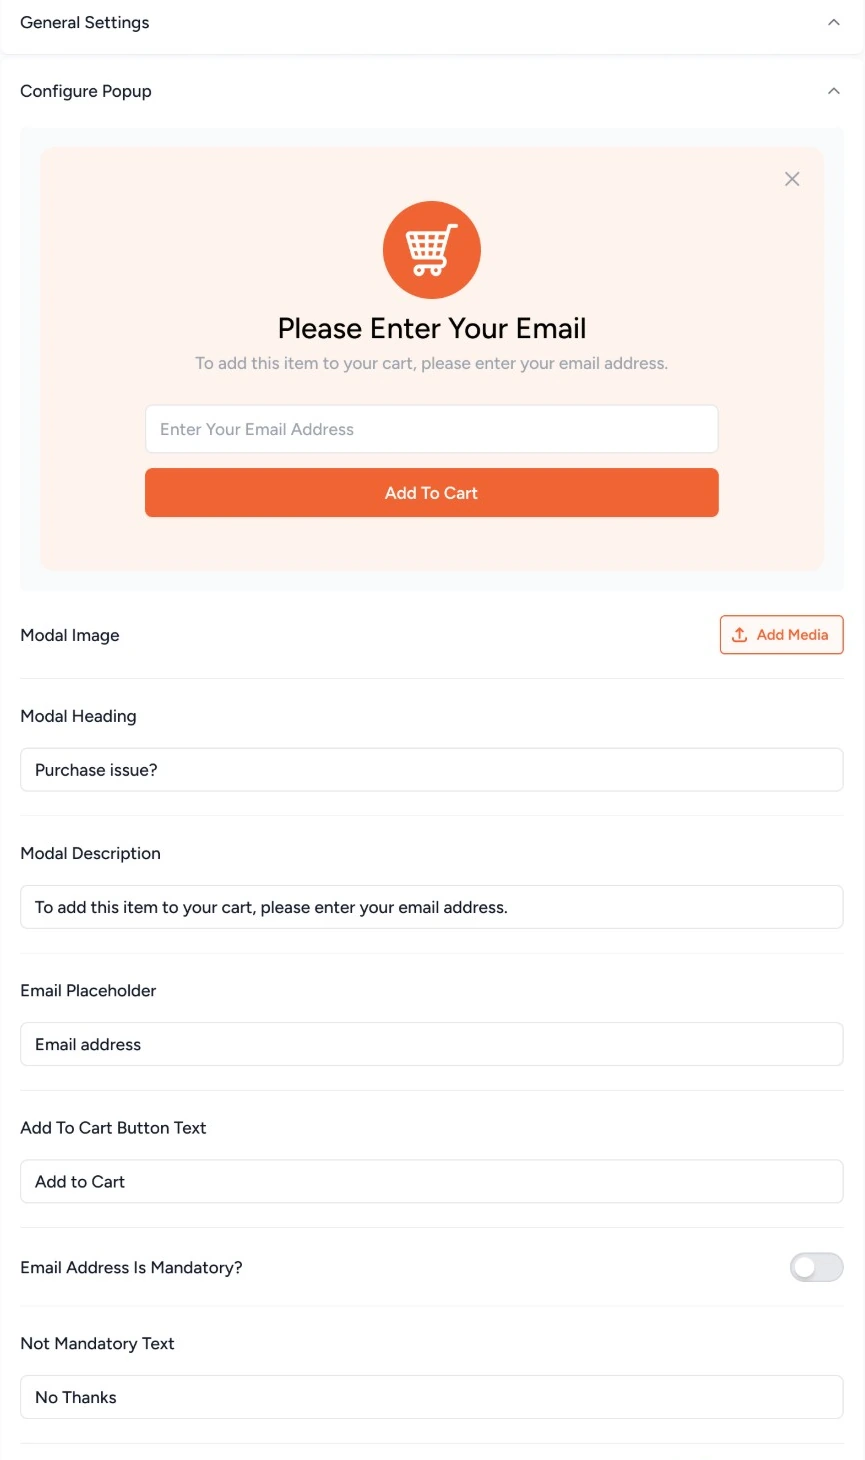 General Settings
Configure Popup
Please Enter Your Email
To add this item to your cart, please enter your email address.
Enter Your Email Address
Add To Cart
Modal Image
Add Media
Modal Heading
Purchase issue?
Modal Description
To add this item to your cart, please enter your email address.
Email Placeholder
Email address
Add To Cart Button Text
Add to Cart
Email Address Is Mandatory?
Not Mandatory Text
No Thanks